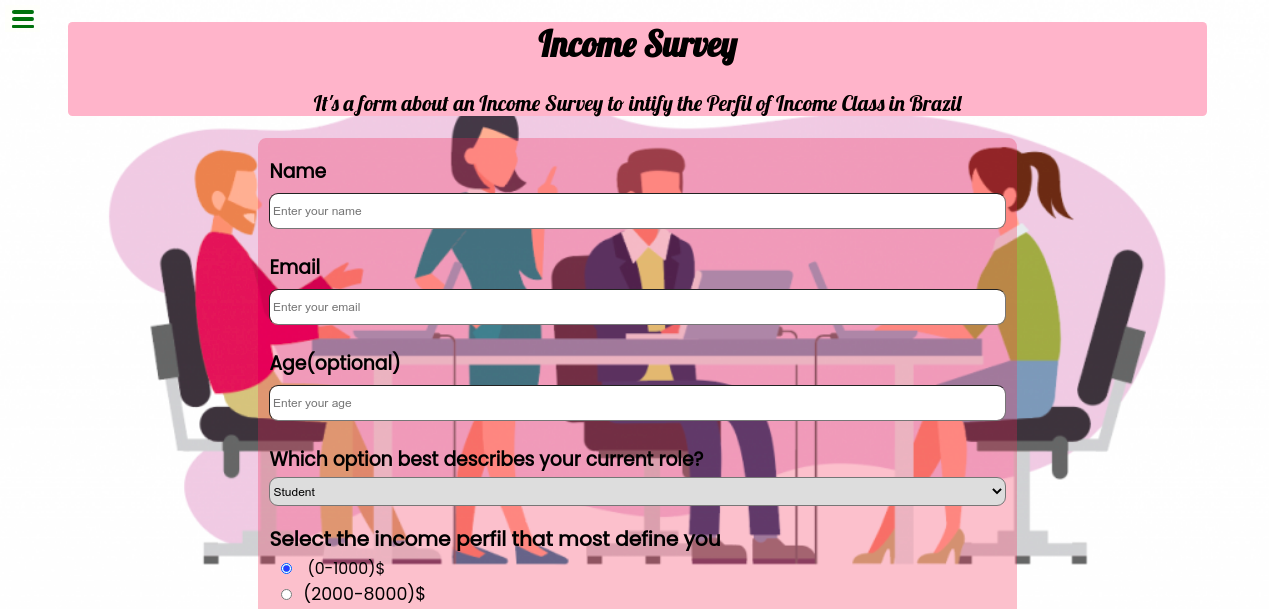 Income Survey
It's a form about an Income Survey to intify the Perfil of Income Class in Brazil
Name
Enter your name
Email
Enter your email
Age(optional)
Enter your age
Which option best describes your current role?
Student
Select the income perfil that most define you
(0-1000)$
(2000-8000)$